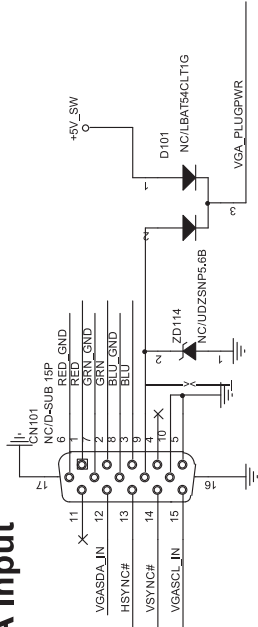 A Input
+5V_SW
D101
NC/LBAT54CLT1G
VGA_PLUGPWR
1
2
3
ZD114
NC/UDZSNP5.6B
2
1
CN101
NC/D-SUB 15P
6 RED_GND
1 RED
7 GRN_GND
2 GRN
8 BLU_GND
3 BLU
9
4
10
5
17
16
11
12 VGASDA_IN
13 HSYNC#
14 VSYNC#
15 VGASCL_IN